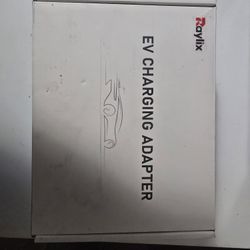 Raylix
EV CHARGING ADAPTER